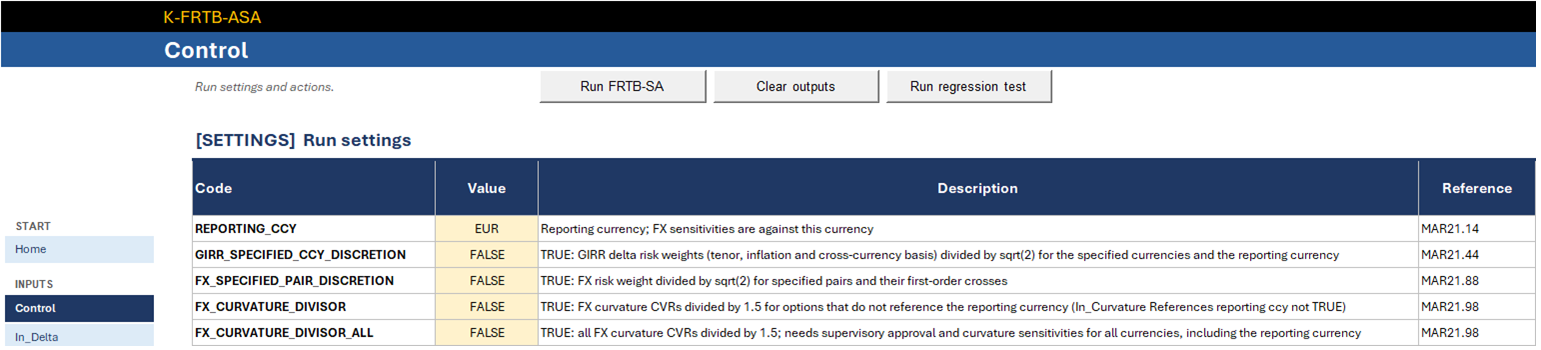 K-FRTB-ASA
Control
Run settings and actions.
Run FRTB-SA
Clear outputs
Run regression test
[SETTINGS] Run settings
Code Value Description Reference
REPORTING_CCY EUR Reporting currency; FX sensitivities are against this currency MAR21.14
GIRR_SPECIFIED_CCY_DISCRETION FALSE TRUE: GIRR delta risk weights (tenor, inflation and cross-currency basis) divided by sqrt(2) for the specified currencies and the reporting currency MAR21.44
FX_SPECIFIED_PAIR_DISCRETION FALSE TRUE: FX risk weight divided by sqrt(2) for specified pairs and their first-order crosses MAR21.88
FX_CURVATURE_DIVISOR FALSE TRUE: FX curvature CVRs divided by 1.5 for options that do not reference the reporting currency (In_Curvature References reporting ccy not TRUE) MAR21.98
FX_CURVATURE_DIVISOR_ALL FALSE TRUE: all FX curvature CVRs divided by 1.5; needs supervisory approval and curvature sensitivities for all currencies, including the reporting currency MAR21.98
START
Home
INPUTS
Control
In_Delta